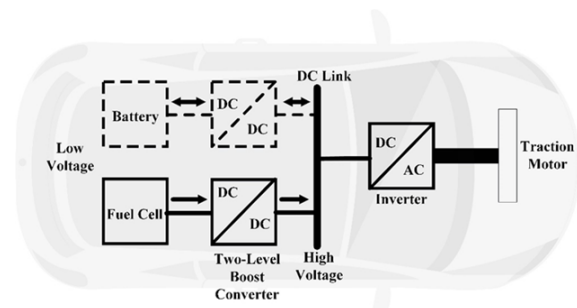 DC Link
Battery
DC
DC
Low
Voltage
DC
AC
Traction
Motor
Inverter
Fuel Cell
DC
DC
Two-Level
Boost
Converter
High
Voltage